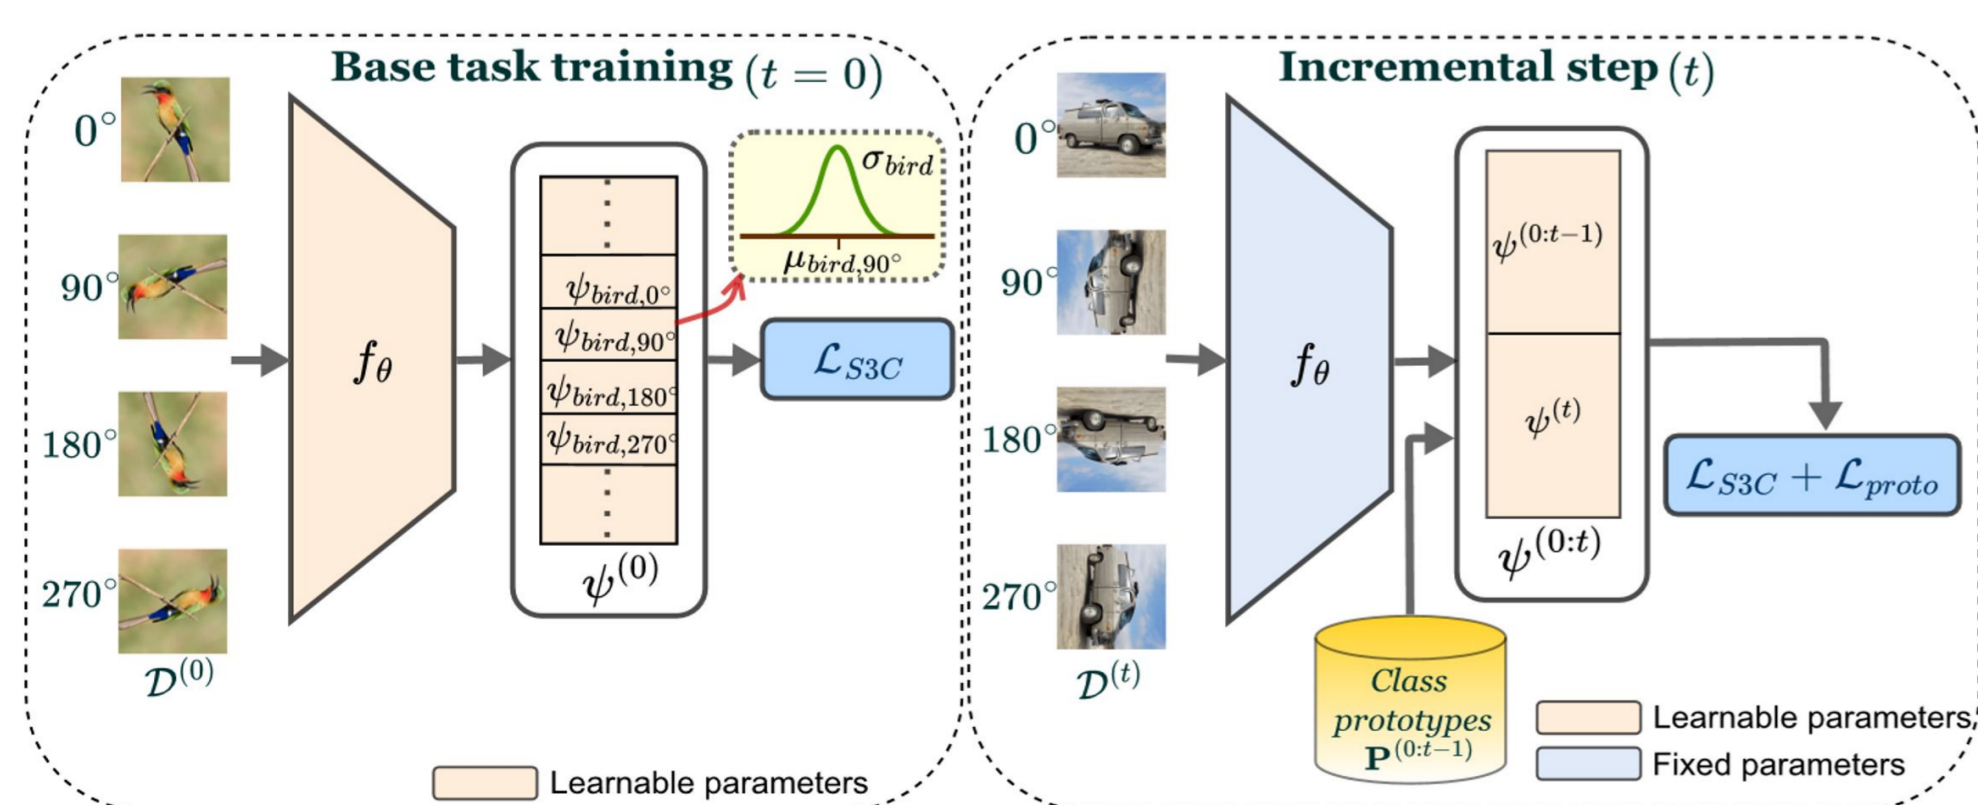 Base task training (t = 0)
0°
90°
180°
270°
𝒟^(0)
f_θ
ψ_bird,0°
ψ_bird,90°
ψ_bird,180°
ψ_bird,270°
ψ^(0)
σ_bird
μ_bird,90°
ℒ_S3C
Learnable parameters
Incremental step (t)
0°
90°
180°
270°
𝒟^(t)
f_θ
ψ^(0:t−1)
ψ^(t)
ψ^(0:t)
ℒ_S3C + ℒ_proto
Class
prototypes
P^(0:t−1)
Learnable parameters
Fixed parameters